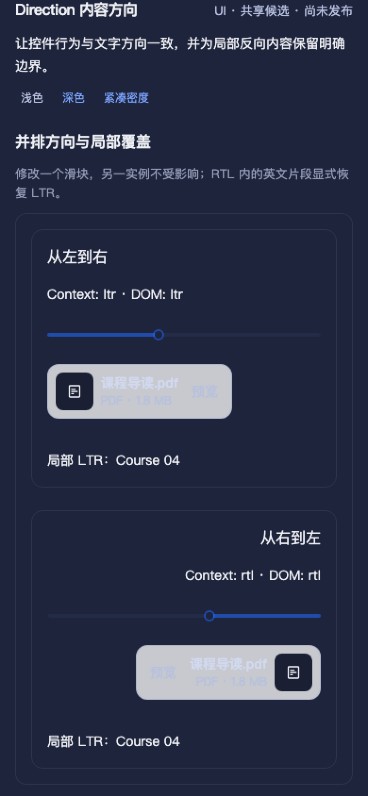 Direction 内容方向
UI · 共享候选 · 尚未发布
让控件行为与文字方向一致，并为局部反向内容保留明确
边界。
浅色 深色 紧凑密度
并排方向与局部覆盖
修改一个滑块，另一实例不受影响；RTL 内的英文片段显式恢
复 LTR。
从左到右
Context: ltr · DOM: ltr
课程导读.pdf
PDF · 1.8 MB
预览
局部 LTR：Course 04
从右到左
Context: rtl · DOM: rtl
预览
课程导读.pdf
PDF · 1.8 MB
局部 LTR：Course 04